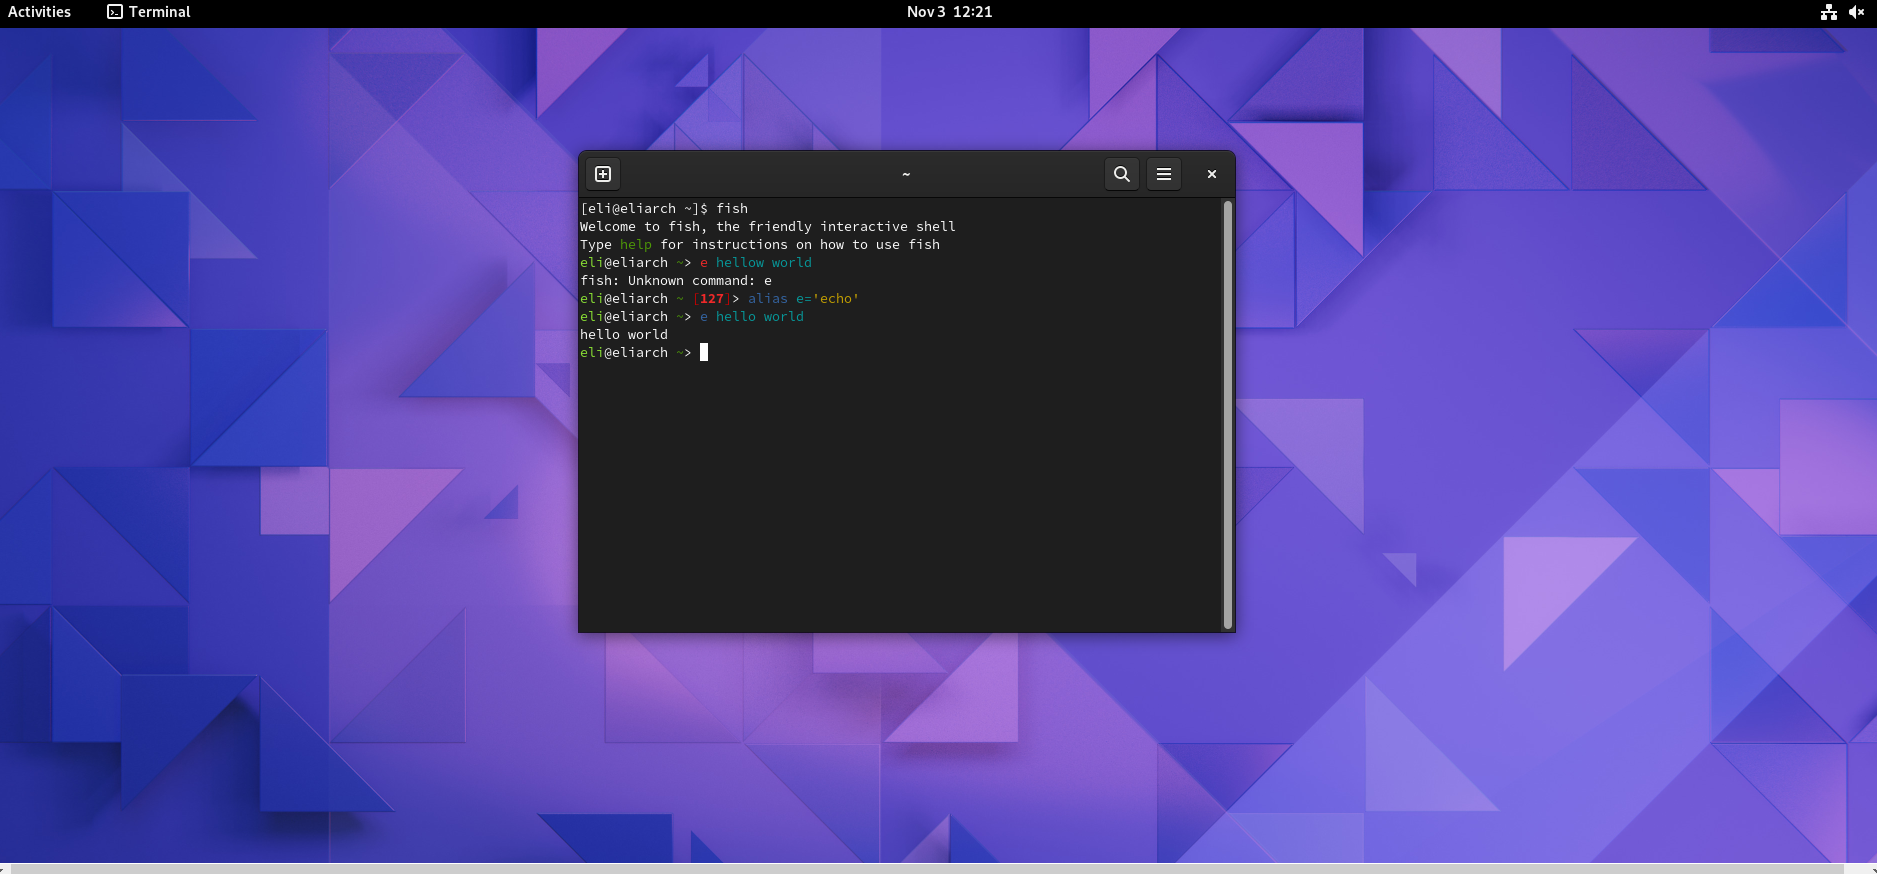 Activities Terminal Nov 3 12:21
~
[eli@eliarch ~]$ fish
Welcome to fish, the friendly interactive shell
Type help for instructions on how to use fish
eli@eliarch ~> e hellow world
fish: Unknown command: e
eli@eliarch ~ [127]> alias e='echo'
eli@eliarch ~> e hello world
hello world
eli@eliarch ~>